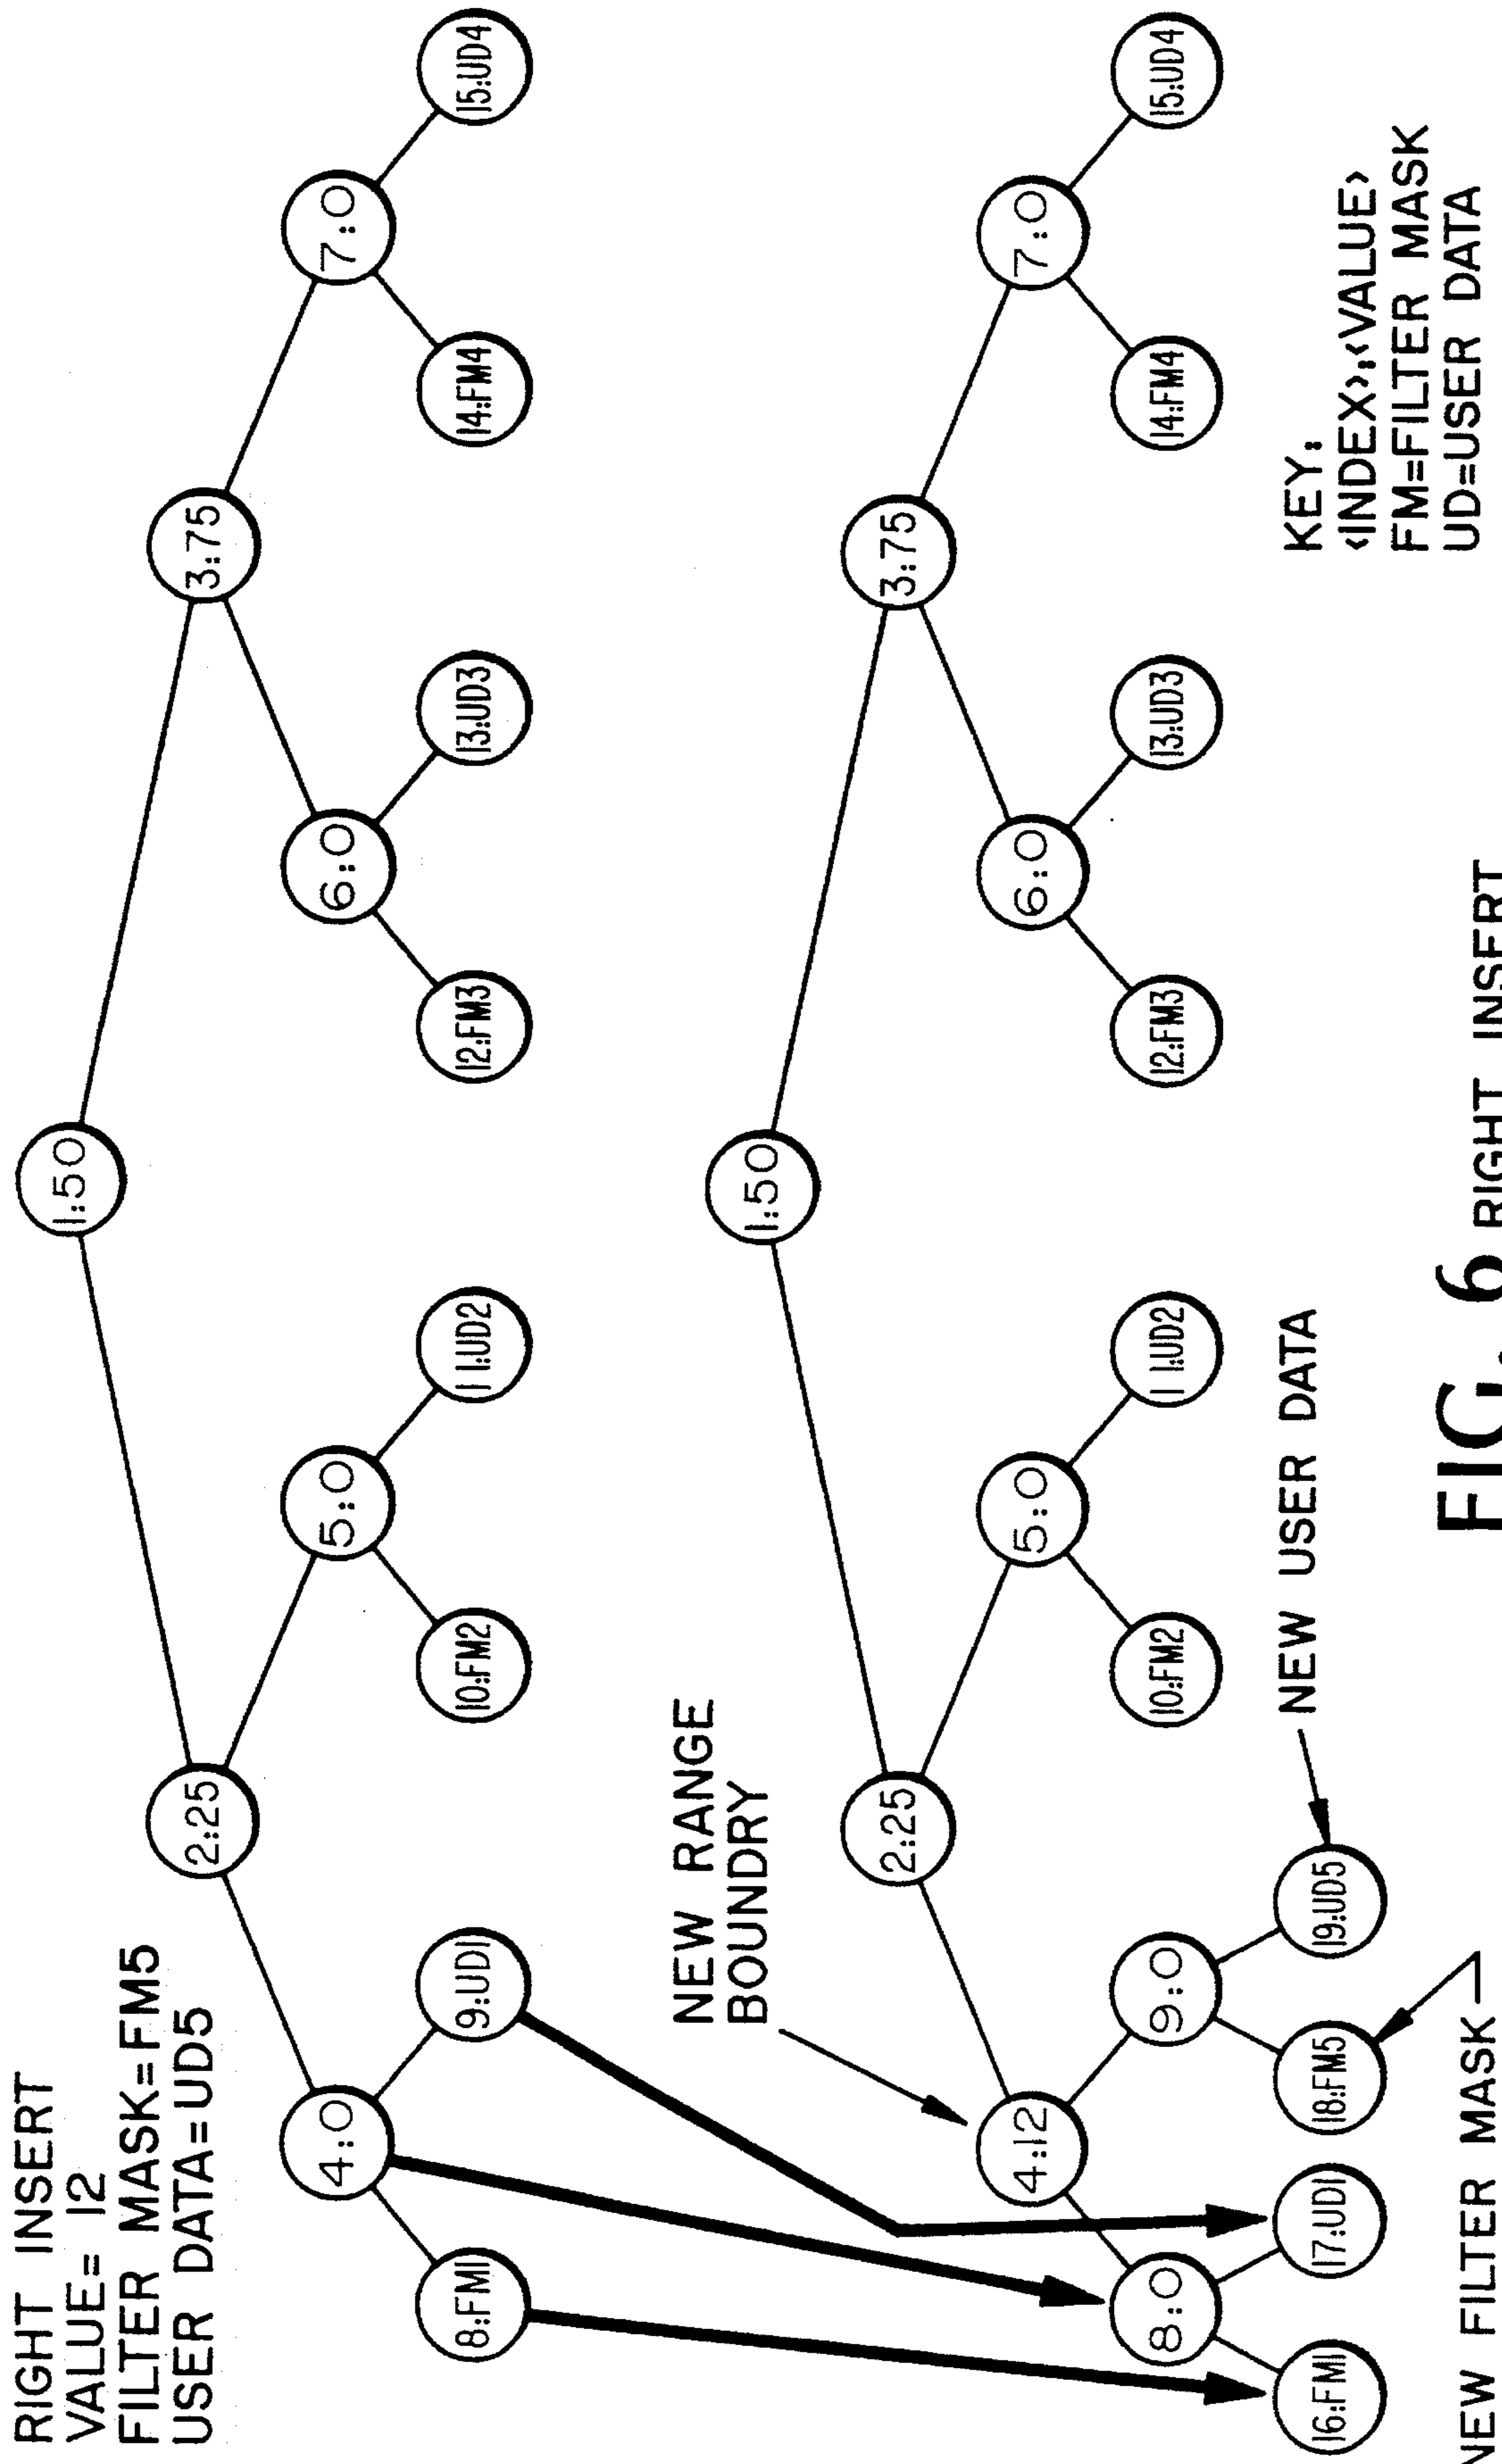 RIGHT INSERT
VALUE= 12
FILTER MASK=FM5
USER DATA=UD5
1:50
2:25
3:75
4:0
5:0
6:0
7:0
8:FM1
9:UD1
10:FM2
11:UD2
12:FM3
13:UD3
14:FM4
15:UD4
NEW RANGE
BOUNDRY
1:50
2:25
3:75
4:12
5:0
6:0
7:0
8:0
9:0
10:FM2
11:UD2
12:FM3
13:UD3
14:FM4
15:UD4
16:FM1
17:UD1
18:FM5
19:UD5
NEW USER DATA
NEW FILTER MASK
KEY:
<INDEX>:<VALUE>
FM=FILTER MASK
UD=USER DATA
FIG. 6 RIGHT INSERT